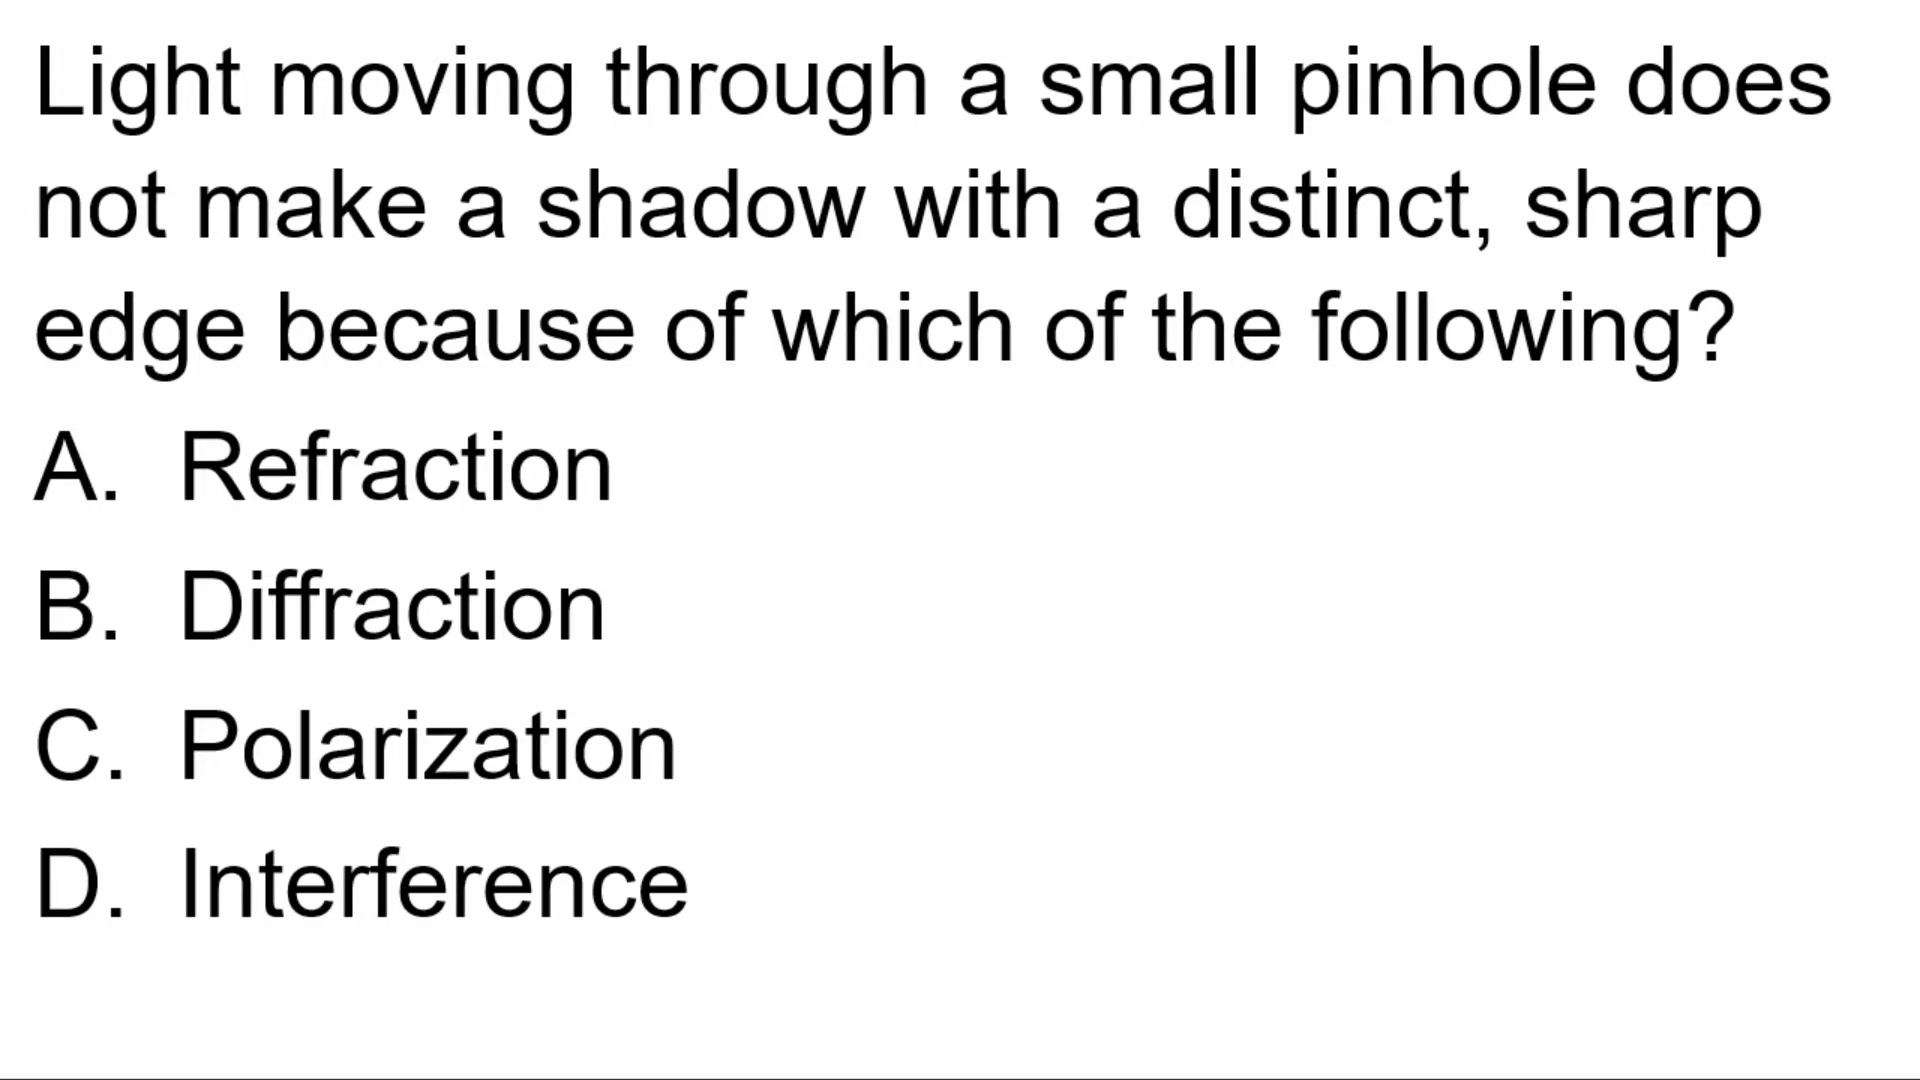 Light moving through a small pinhole does
not make a shadow with a distinct, sharp
edge because of which of the following?
A. Refraction
B. Diffraction
C. Polarization
D. Interference